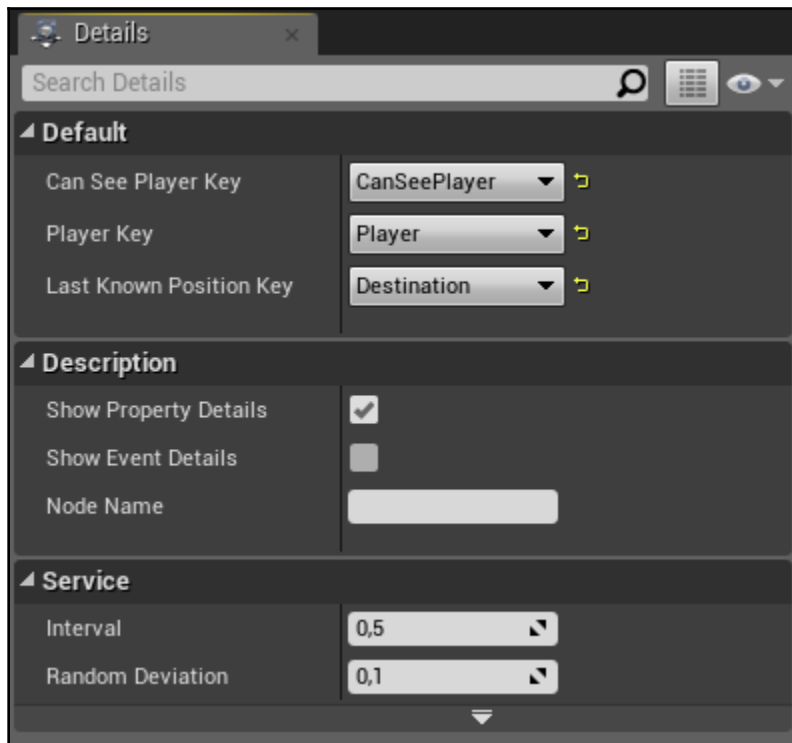 Details
Search Details
Default
Can See Player Key CanSeePlayer
Player Key Player
Last Known Position Key Destination
Description
Show Property Details
Show Event Details
Node Name
Service
Interval 0,5
Random Deviation 0,1